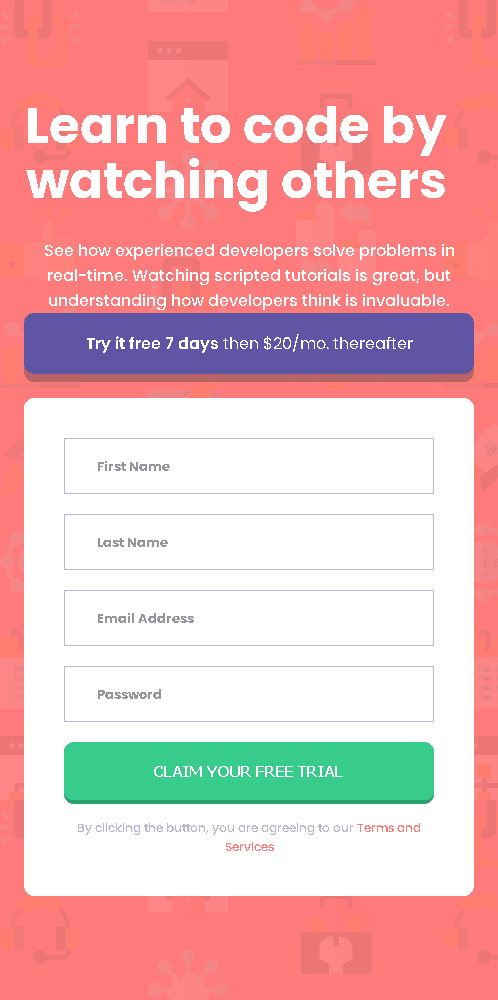 Learn to code by
watching others
See how experienced developers solve problems in
real-time. Watching scripted tutorials is great, but
understanding how developers think is invaluable.
Try it free 7 days then $20/mo. thereafter
First Name
Last Name
Email Address
Password
CLAIM YOUR FREE TRIAL
By clicking the button, you are agreeing to our Terms and
Services